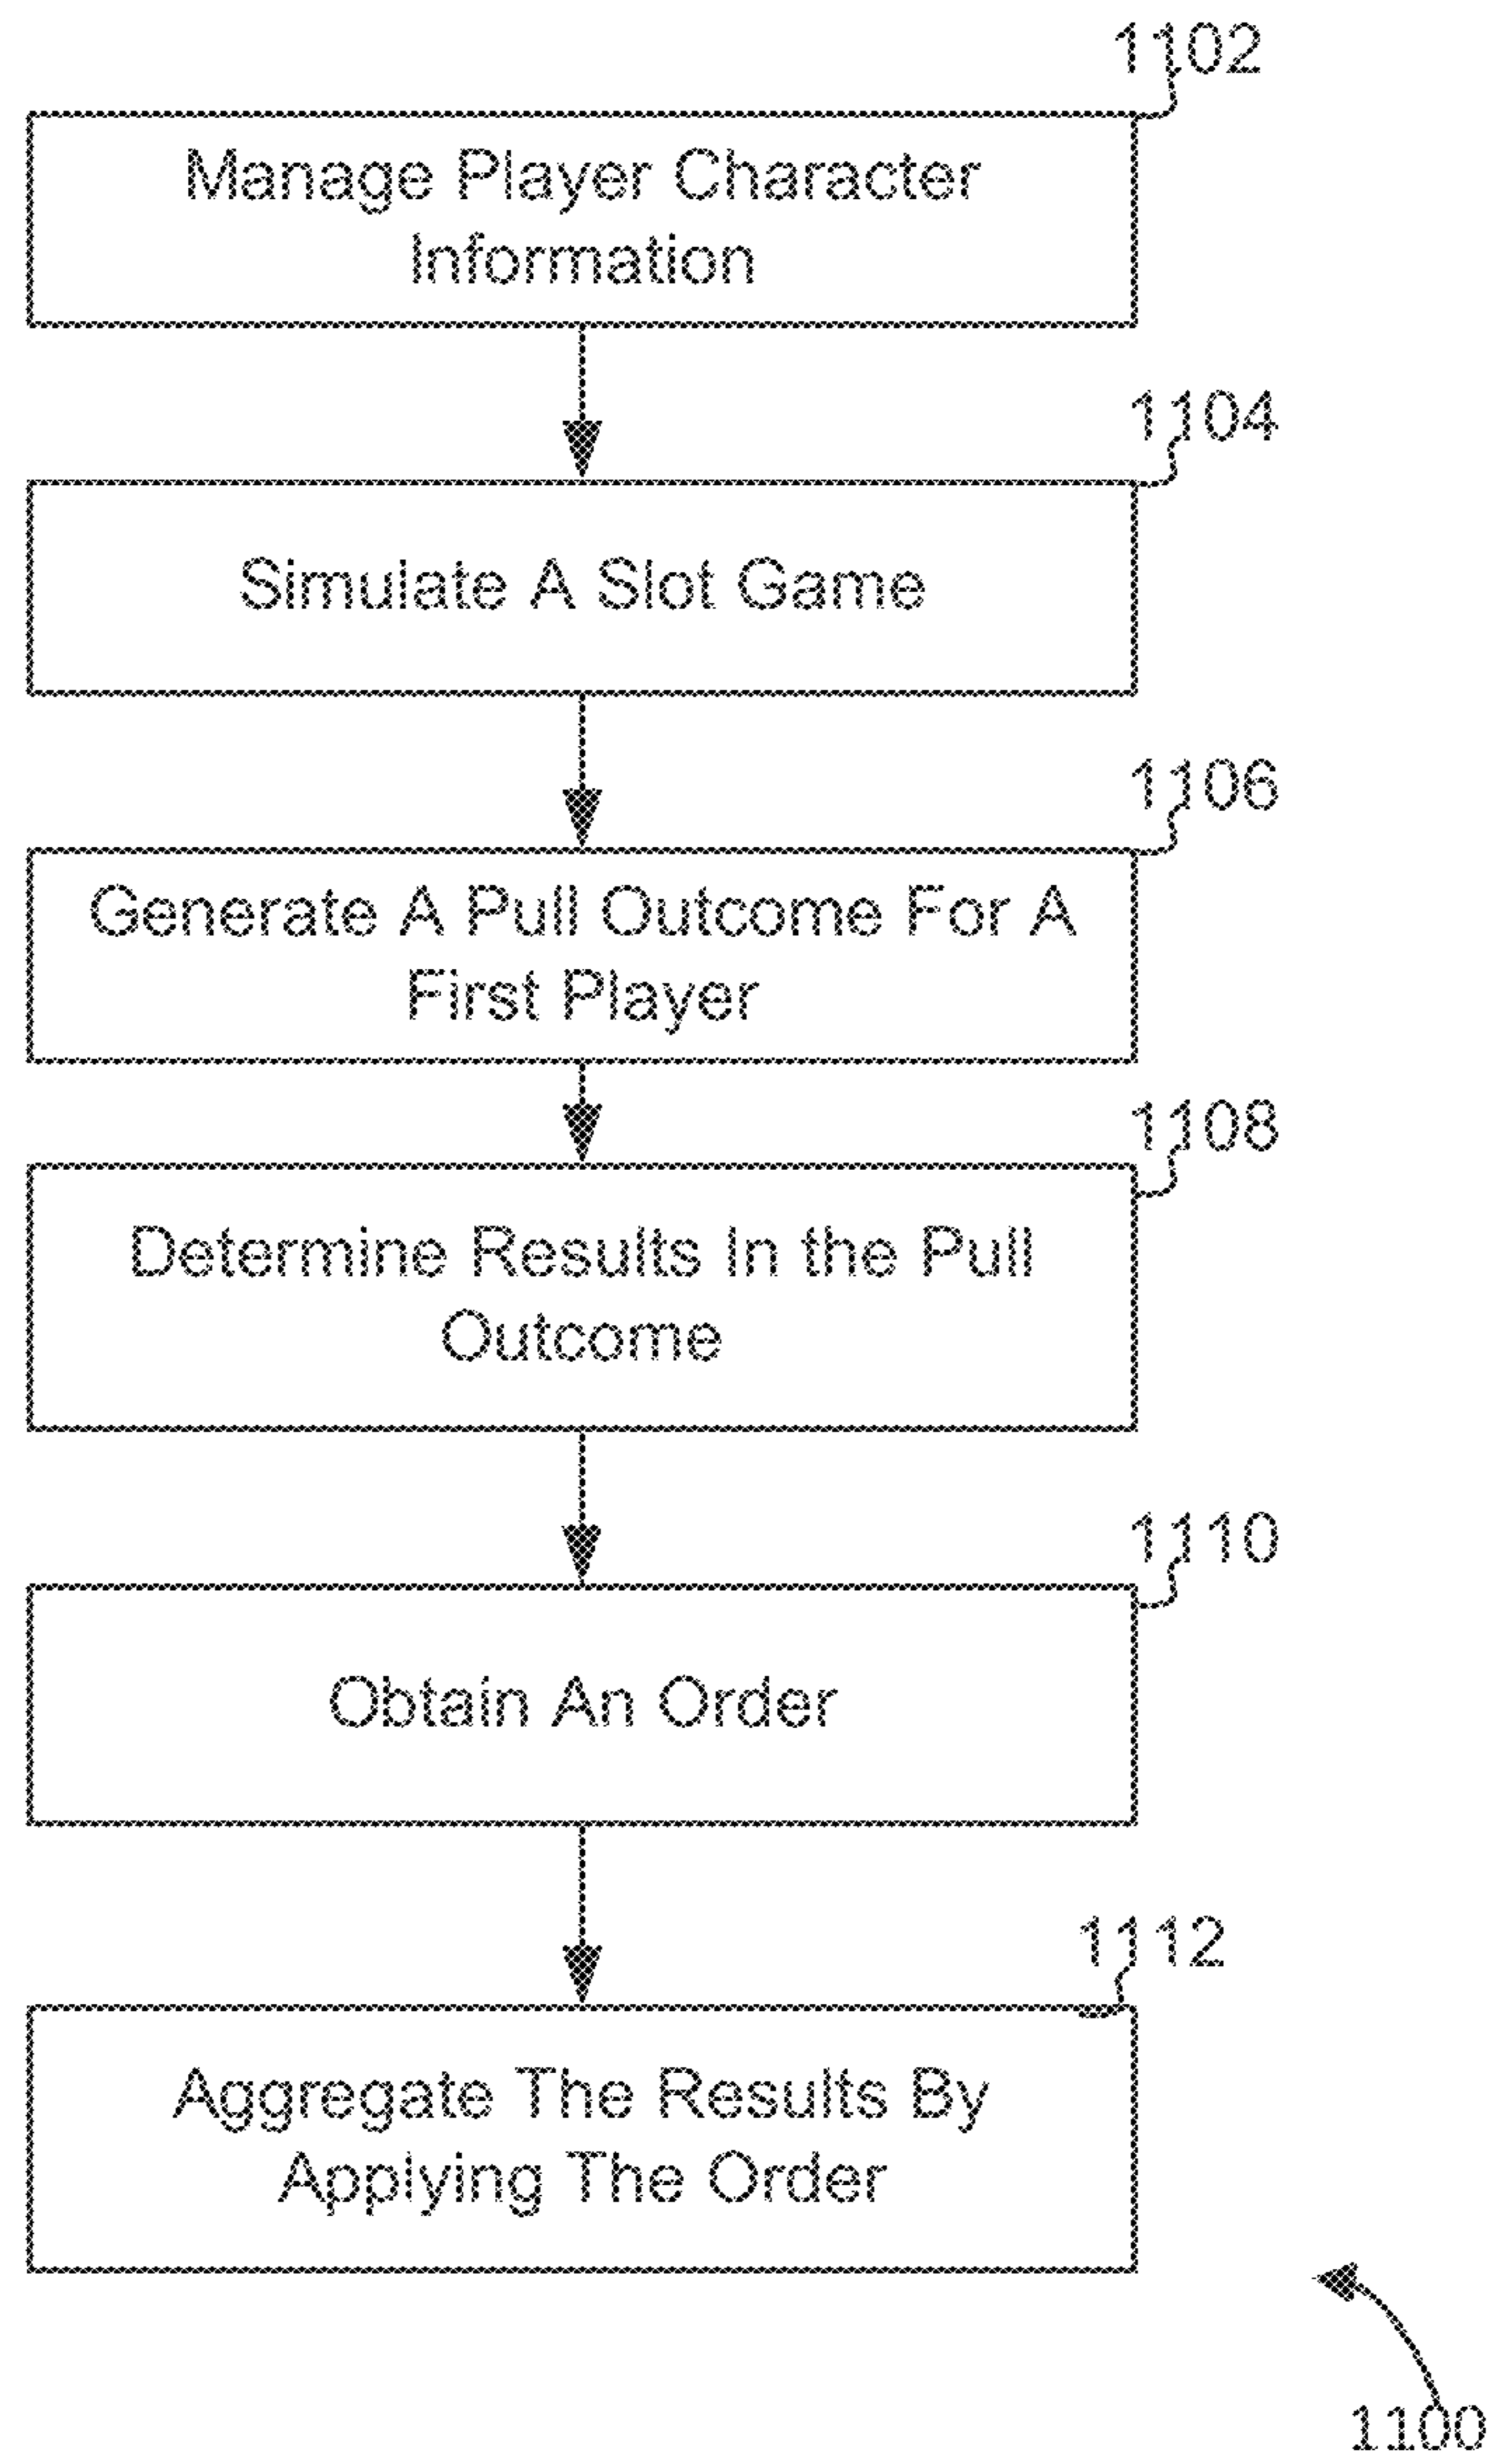 1102
Manage Player Character
Information
1104
Simulate A Slot Game
1106
Generate A Pull Outcome For A
First Player
1108
Determine Results In the Pull
Outcome
1110
Obtain An Order
1112
Aggregate The Results By
Applying The Order
1100